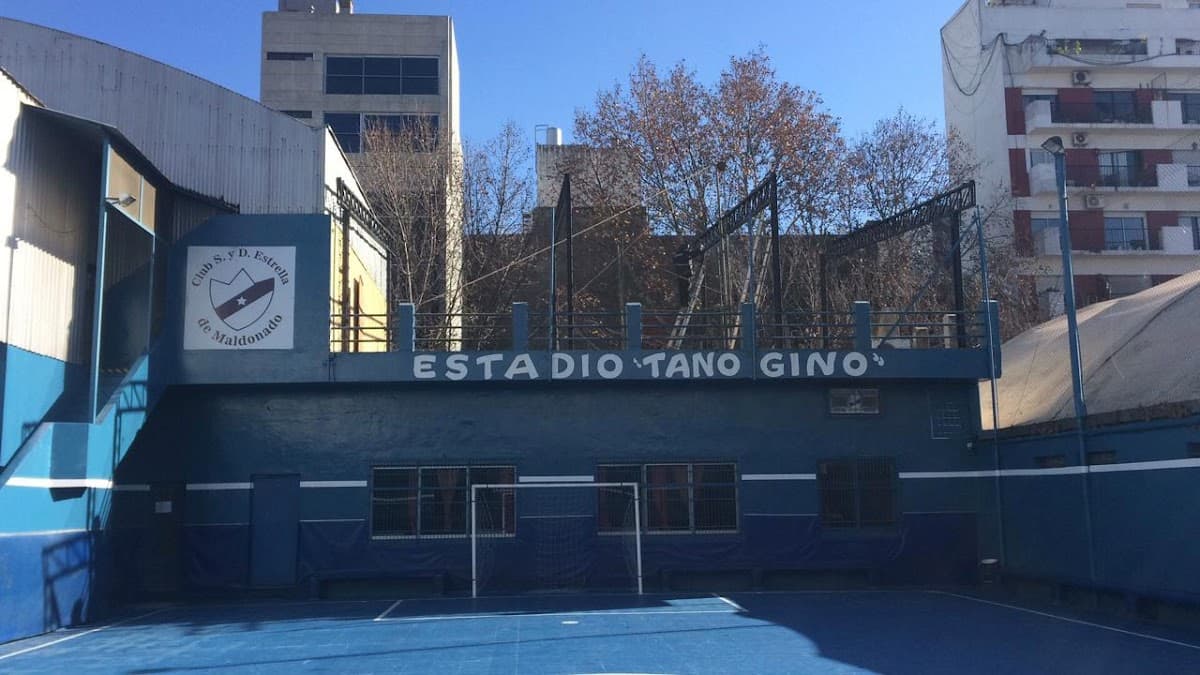 Club S. y D. Estrella
de Maldonado
ESTADIO "TANO GINO"